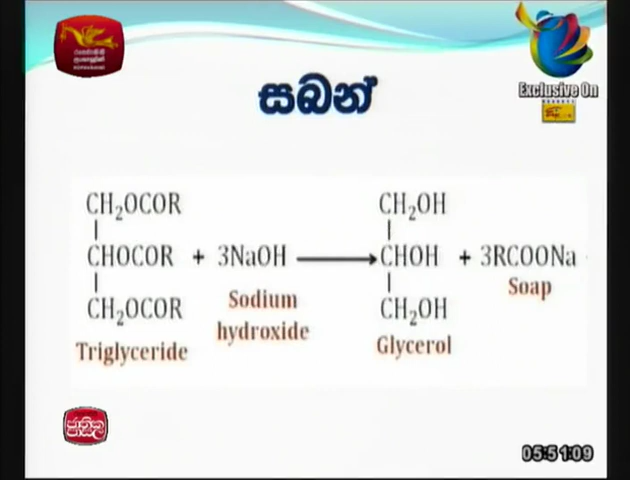 සබන්
Exclusive On
CH₂OCOR CH₂OH
CHOCOR + 3NaOH CHOH + 3RCOONa
CH₂OCOR Sodium hydroxide CH₂OH Soap
Triglyceride Glycerol
ජාතික
05:51:09